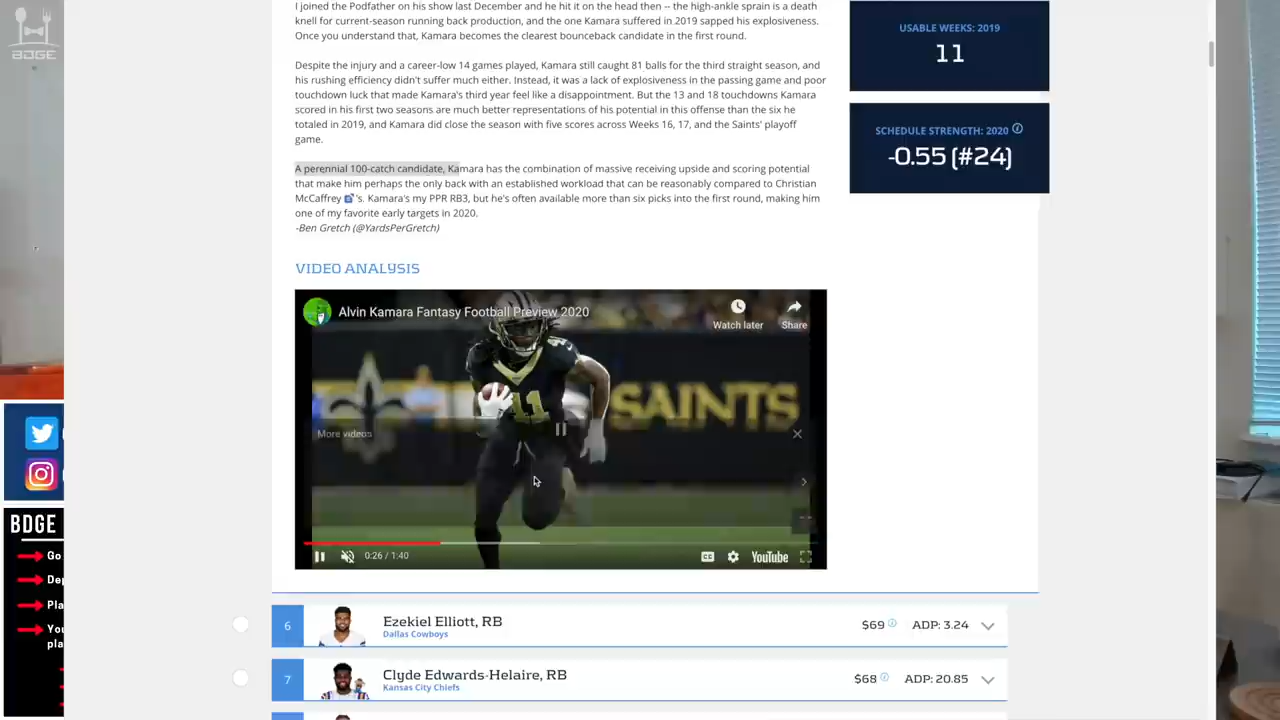 BDGE
I joined the Podfather on his show last December and he hit it on the head then -- the high-ankle sprain is a death
knell for current-season running back production, and the one Kamara suffered in 2019 sapped his explosiveness.
Once you understand that, Kamara becomes the clearest bounceback candidate in the first round.
Despite the injury and a career-low 14 games played, Kamara still caught 81 balls for the third straight season, and
his rushing efficiency didn't suffer much either. Instead, it was a lack of explosiveness in the passing game and poor
touchdown luck that made Kamara's third year feel like a disappointment. But the 13 and 18 touchdowns Kamara
scored in his first two seasons are much better representations of his potential in this offense than the six he
totaled in 2019, and Kamara did close the season with five scores across Weeks 16, 17, and the Saints' playoff
game.
A perennial 100-catch candidate, Kamara has the combination of massive receiving upside and scoring potential
that make him perhaps the only back with an established workload that can be reasonably compared to Christian
McCaffrey 's. Kamara's my PPR RB3, but he's often available more than six picks into the first round, making him
one of my favorite early targets in 2020.
-Ben Gretch (@YardsPerGretch)
USABLE WEEKS: 2019
11
SCHEDULE STRENGTH: 2020
-0.55 (#24)
VIDEO ANALYSIS
Alvin Kamara Fantasy Football Preview 2020
Watch later
Share
SAINTS
41
More videos
0:26 / 1:40
CC
YouTube
BDGE
Go
Dep
Pla
You
pla
6
Ezekiel Elliott, RB
Dallas Cowboys
$69
ADP: 3.24
7
Clyde Edwards-Helaire, RB
Kansas City Chiefs
$68
ADP: 20.85